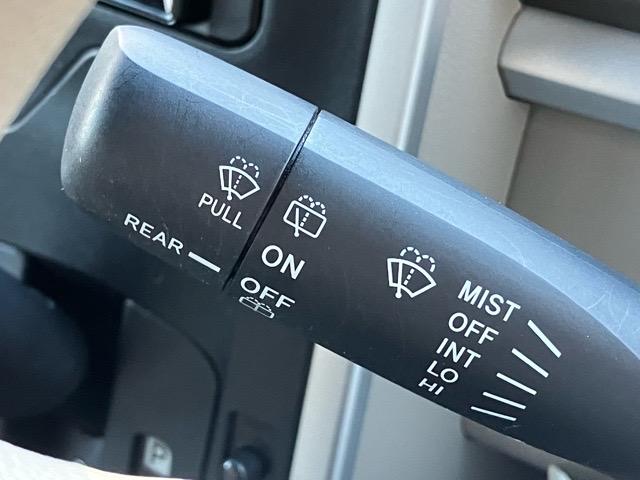 PULL
REAR
ON
OFF
MIST
OFF
INT
LO
HI
P